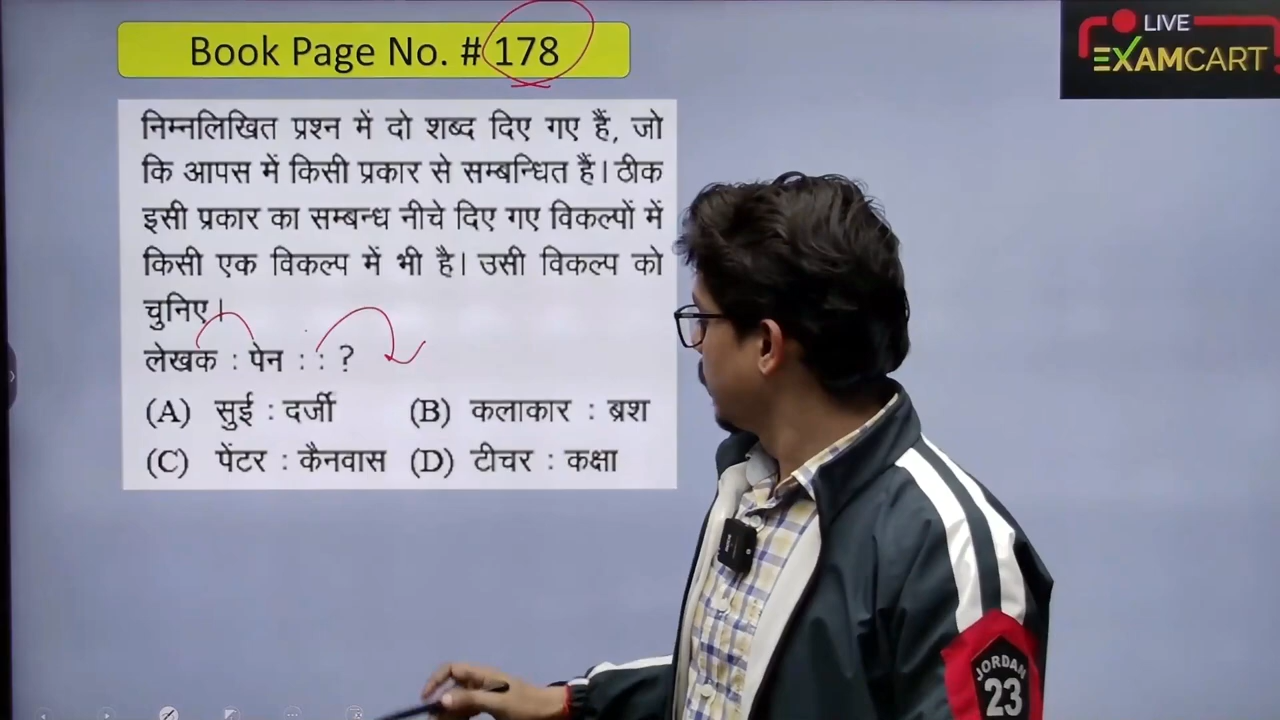 Book Page No. # 178
LIVE
EXAMCART
निम्नलिखित प्रश्न में दो शब्द दिए गए हैं, जो
कि आपस में किसी प्रकार से सम्बन्धित हैं। ठीक
इसी प्रकार का सम्बन्ध नीचे दिए गए विकल्पों में
किसी एक विकल्प में भी है। उसी विकल्प को
चुनिए।
लेखक : पेन : : ?
(A) सुई : दर्जी (B) कलाकार : ब्रश
(C) पेंटर : कैनवास (D) टीचर : कक्षा
JORDAN
23